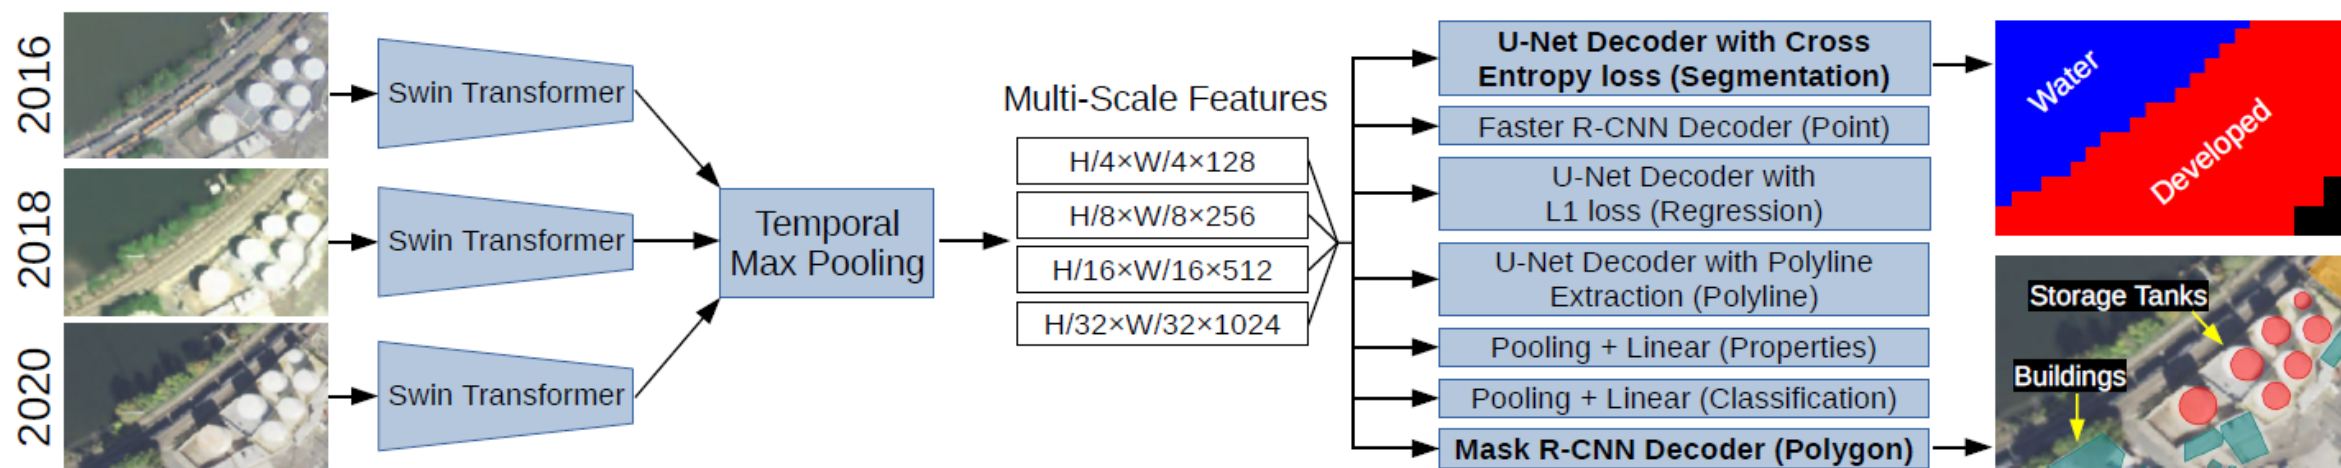 2016
Swin Transformer
2018
Swin Transformer
2020
Swin Transformer
Temporal
Max Pooling
Multi-Scale Features
H/4×W/4×128
H/8×W/8×256
H/16×W/16×512
H/32×W/32×1024
U-Net Decoder with Cross
Entropy loss (Segmentation)
Faster R-CNN Decoder (Point)
U-Net Decoder with
L1 loss (Regression)
U-Net Decoder with Polyline
Extraction (Polyline)
Pooling + Linear (Properties)
Pooling + Linear (Classification)
Mask R-CNN Decoder (Polygon)
Water
Developed
Storage Tanks
Buildings